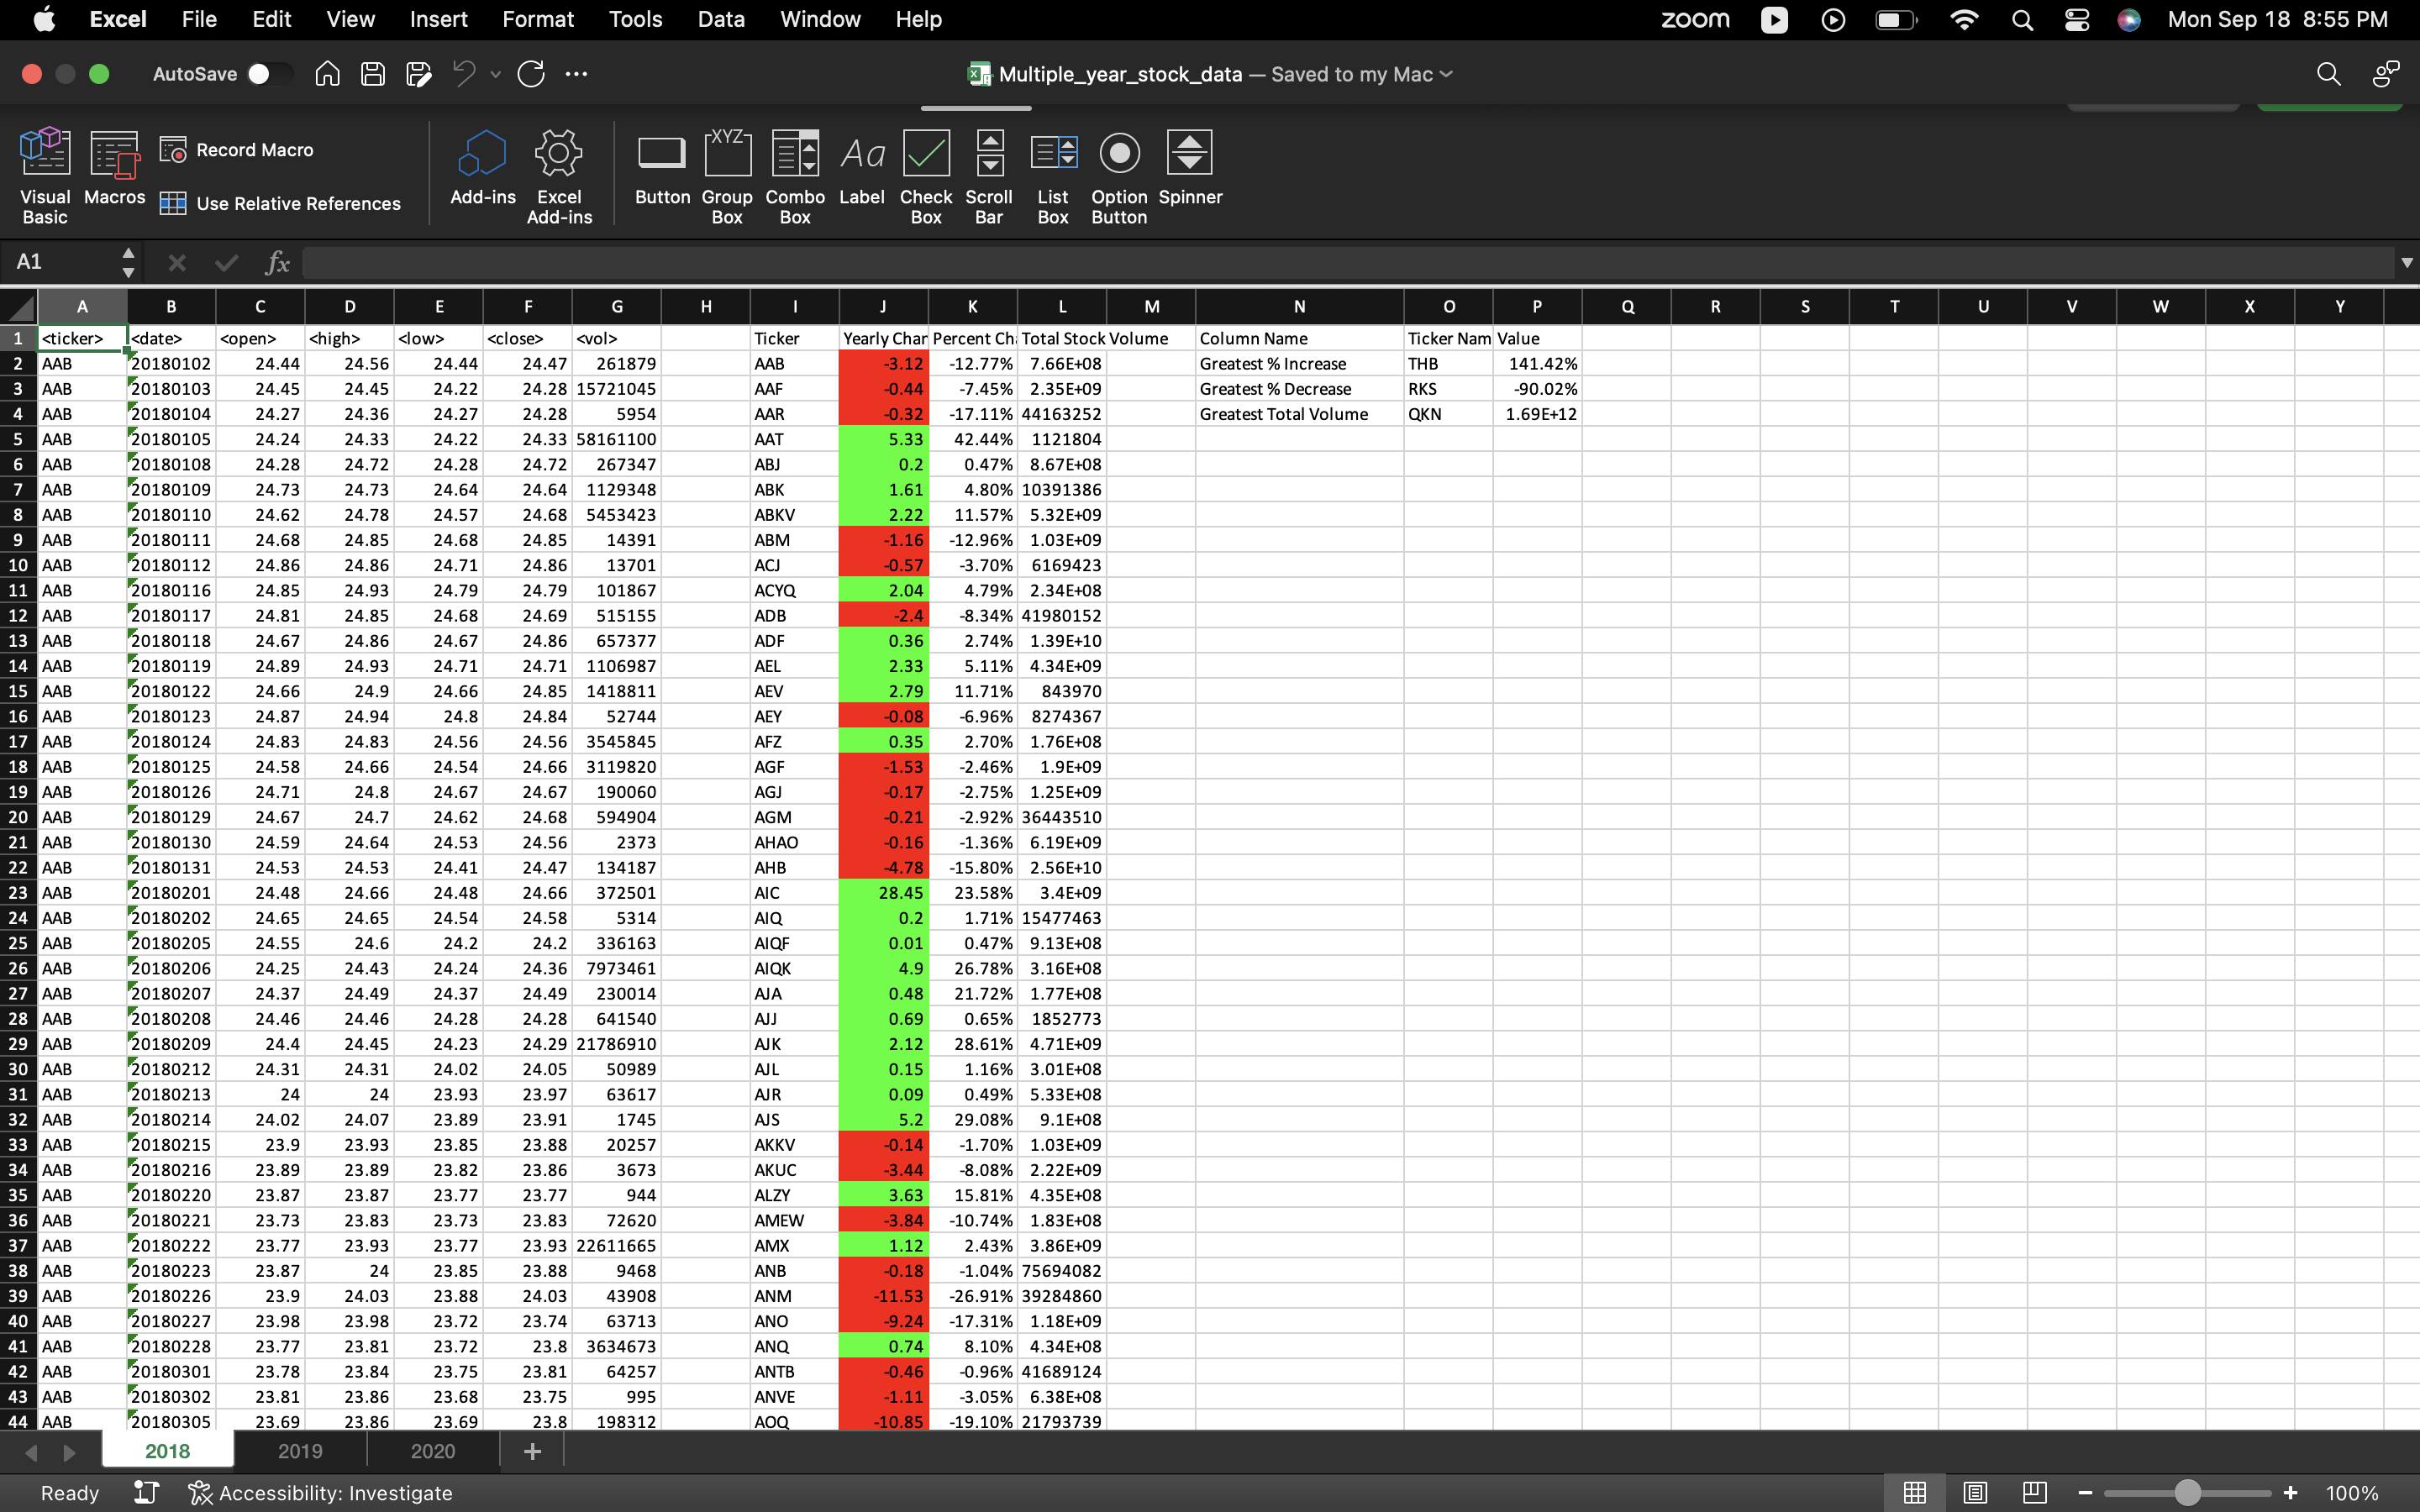 Excel File Edit View Insert Format Tools Data Window Help zoom Mon Sep 18 8:55 PM
AutoSave Multiple_year_stock_data — Saved to my Mac
Visual Basic Macros Record Macro Use Relative References Add-ins Excel Add-ins Button Group Box Combo Box Label Check Box Scroll Bar List Box Option Button Spinner
XYZ Aa
A1 fx
A B C D E F G H I J K L M N O P Q R S T U V W X Y
1 <ticker> <date> <open> <high> <low> <close> <vol> Ticker Yearly Char Percent Ch Total Stock Volume Column Name Ticker Nam Value
2 AAB 20180102 24.44 24.56 24.44 24.47 261879 AAB -3.12 -12.77% 7.66E+08 Greatest % Increase THB 141.42%
3 AAB 20180103 24.45 24.45 24.22 24.28 15721045 AAF -0.44 -7.45% 2.35E+09 Greatest % Decrease RKS -90.02%
4 AAB 20180104 24.27 24.36 24.27 24.28 5954 AAR -0.32 -17.11% 44163252 Greatest Total Volume QKN 1.69E+12
5 AAB 20180105 24.24 24.33 24.22 24.33 58161100 AAT 5.33 42.44% 1121804
6 AAB 20180108 24.28 24.72 24.28 24.72 267347 ABJ 0.2 0.47% 8.67E+08
7 AAB 20180109 24.73 24.73 24.64 24.64 1129348 ABK 1.61 4.80% 10391386
8 AAB 20180110 24.62 24.78 24.57 24.68 5453423 ABKV 2.22 11.57% 5.32E+09
9 AAB 20180111 24.68 24.85 24.68 24.85 14391 ABM -1.16 -12.96% 1.03E+09
10 AAB 20180112 24.86 24.86 24.71 24.86 13701 ACJ -0.57 -3.70% 6169423
11 AAB 20180116 24.85 24.93 24.79 24.79 101867 ACYQ 2.04 4.79% 2.34E+08
12 AAB 20180117 24.81 24.85 24.68 24.69 515155 ADB -2.4 -8.34% 41980152
13 AAB 20180118 24.67 24.86 24.67 24.86 657377 ADF 0.36 2.74% 1.39E+10
14 AAB 20180119 24.89 24.93 24.71 24.71 1106987 AEL 2.33 5.11% 4.34E+09
15 AAB 20180122 24.66 24.9 24.66 24.85 1418811 AEV 2.79 11.71% 843970
16 AAB 20180123 24.87 24.94 24.8 24.84 52744 AEY -0.08 -6.96% 8274367
17 AAB 20180124 24.83 24.83 24.56 24.56 3545845 AFZ 0.35 2.70% 1.76E+08
18 AAB 20180125 24.58 24.66 24.54 24.66 3119820 AGF -1.53 -2.46% 1.9E+09
19 AAB 20180126 24.71 24.8 24.67 24.67 190060 AGJ -0.17 -2.75% 1.25E+09
20 AAB 20180129 24.67 24.7 24.62 24.68 594904 AGM -0.21 -2.92% 36443510
21 AAB 20180130 24.59 24.64 24.53 24.56 2373 AHAO -0.16 -1.36% 6.19E+09
22 AAB 20180131 24.53 24.53 24.41 24.47 134187 AHB -4.78 -15.80% 2.56E+10
23 AAB 20180201 24.48 24.66 24.48 24.66 372501 AIC 28.45 23.58% 3.4E+09
24 AAB 20180202 24.65 24.65 24.54 24.58 5314 AIQ 0.2 1.71% 15477463
25 AAB 20180205 24.55 24.6 24.2 24.2 336163 AIQF 0.01 0.47% 9.13E+08
26 AAB 20180206 24.25 24.43 24.24 24.36 7973461 AIQK 4.9 26.78% 3.16E+08
27 AAB 20180207 24.37 24.49 24.37 24.49 230014 AJA 0.48 21.72% 1.77E+08
28 AAB 20180208 24.46 24.46 24.28 24.28 641540 AJJ 0.69 0.65% 1852773
29 AAB 20180209 24.4 24.45 24.23 24.29 21786910 AJK 2.12 28.61% 4.71E+09
30 AAB 20180212 24.31 24.31 24.02 24.05 50989 AJL 0.15 1.16% 3.01E+08
31 AAB 20180213 24 24 23.93 23.97 63617 AJR 0.09 0.49% 5.33E+08
32 AAB 20180214 24.02 24.07 23.89 23.91 1745 AJS 5.2 29.08% 9.1E+08
33 AAB 20180215 23.9 23.93 23.85 23.88 20257 AKKV -0.14 -1.70% 1.03E+09
34 AAB 20180216 23.89 23.89 23.82 23.86 3673 AKUC -3.44 -8.08% 2.22E+09
35 AAB 20180220 23.87 23.87 23.77 23.77 944 ALZY 3.63 15.81% 4.35E+08
36 AAB 20180221 23.73 23.83 23.73 23.83 72620 AMEW -3.84 -10.74% 1.83E+08
37 AAB 20180222 23.77 23.93 23.77 23.93 22611665 AMX 1.12 2.43% 3.86E+09
38 AAB 20180223 23.87 24 23.85 23.88 9468 ANB -0.18 -1.04% 75694082
39 AAB 20180226 23.9 24.03 23.88 24.03 43908 ANM -11.53 -26.91% 39284860
40 AAB 20180227 23.98 23.98 23.72 23.74 63713 ANO -9.24 -17.31% 1.18E+09
41 AAB 20180228 23.77 23.81 23.72 23.8 3634673 ANQ 0.74 8.10% 4.34E+08
42 AAB 20180301 23.78 23.84 23.75 23.81 64257 ANTB -0.46 -0.96% 41689124
43 AAB 20180302 23.81 23.86 23.68 23.75 995 ANVE -1.11 -3.05% 6.38E+08
44 AAB 20180305 23.69 23.86 23.69 23.8 198312 AOQ -10.85 -19.10% 21793739
2018 2019 2020 +
Ready Accessibility: Investigate 100%